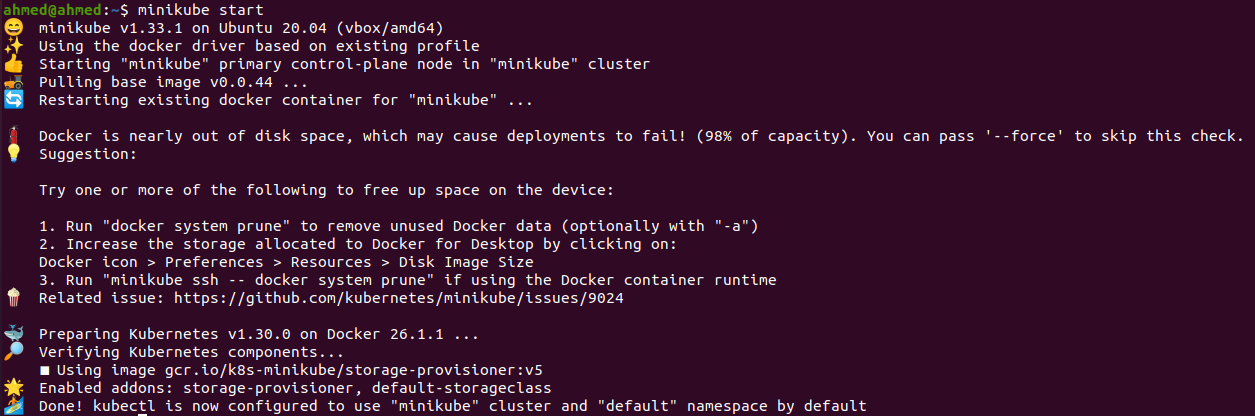 ahmed@ahmed:~$ minikube start
😄 minikube v1.33.1 on Ubuntu 20.04 (vbox/amd64)
✨ Using the docker driver based on existing profile
👍 Starting "minikube" primary control-plane node in "minikube" cluster
🚜 Pulling base image v0.0.44 ...
🔄 Restarting existing docker container for "minikube" ...
🧯 Docker is nearly out of disk space, which may cause deployments to fail! (98% of capacity). You can pass '--force' to skip this check.
💡 Suggestion:
Try one or more of the following to free up space on the device:
1. Run "docker system prune" to remove unused Docker data (optionally with "-a")
2. Increase the storage allocated to Docker for Desktop by clicking on:
Docker icon > Preferences > Resources > Disk Image Size
3. Run "minikube ssh -- docker system prune" if using the Docker container runtime
🍿 Related issue: https://github.com/kubernetes/minikube/issues/9024
🐳 Preparing Kubernetes v1.30.0 on Docker 26.1.1 ...
🔎 Verifying Kubernetes components...
▪ Using image gcr.io/k8s-minikube/storage-provisioner:v5
🌟 Enabled addons: storage-provisioner, default-storageclass
🏄 Done! kubectl is now configured to use "minikube" cluster and "default" namespace by default